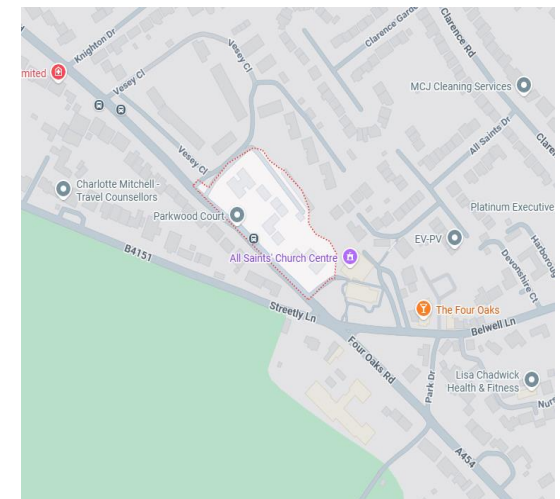 Knighton Dr
mited
Vesey Cl
Vesey Cl
Vesey Cl
Clarence Gard
Clarence Rd
MCJ Cleaning Services
All Saints Dr
Clare
Charlotte Mitchell -
Travel Counsellors
Parkwood Court
Platinum Executive
EV-PV
Harborough
Devonshire Ct
All Saints' Church Centre
B4151
Streetly Ln
The Four Oaks
Belwell Ln
Four Oaks Rd
Park Dr
Lisa Chadwick
Health & Fitness
Nur
A454